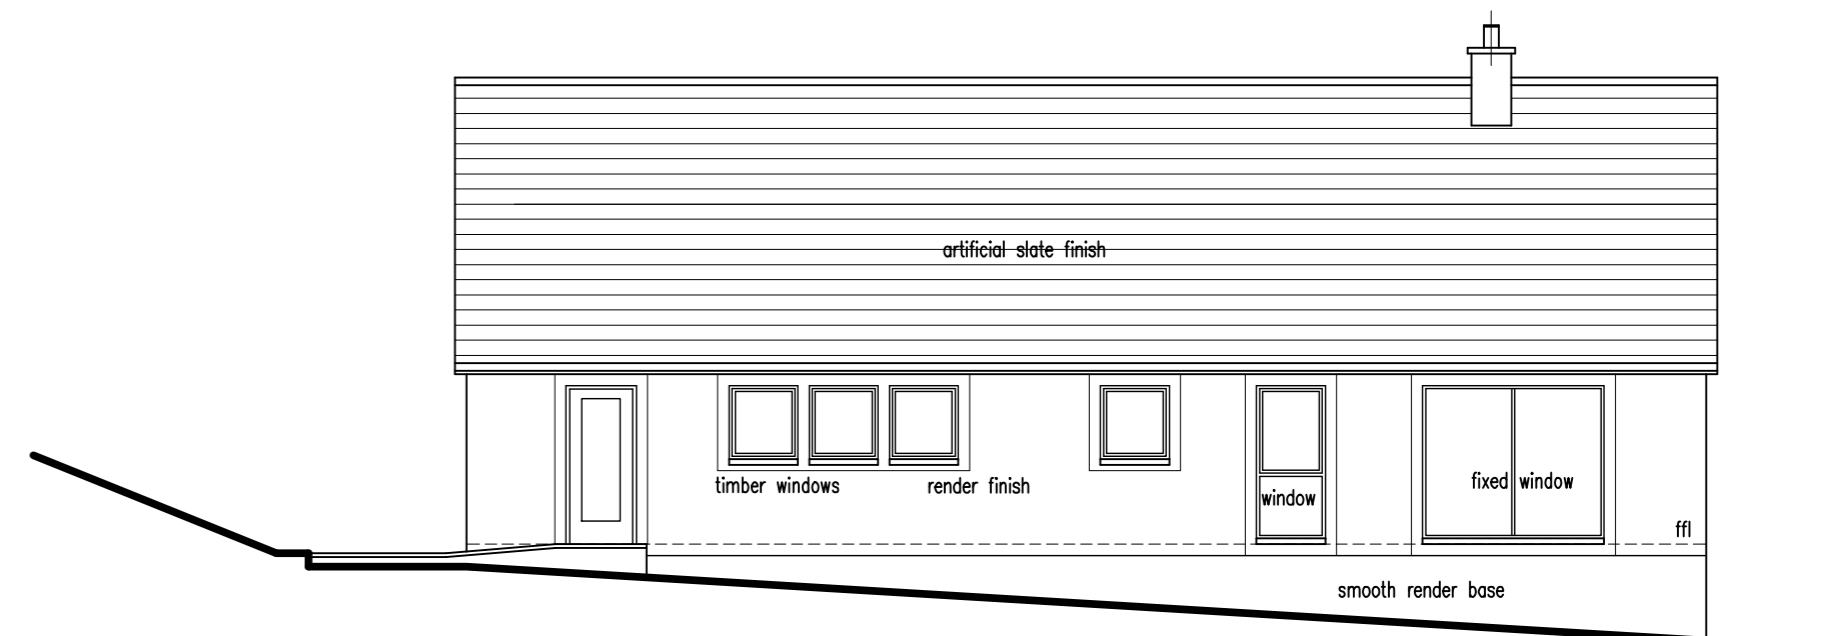 artificial slate finish
timber windows
render finish
window
fixed window
ffl
smooth render base